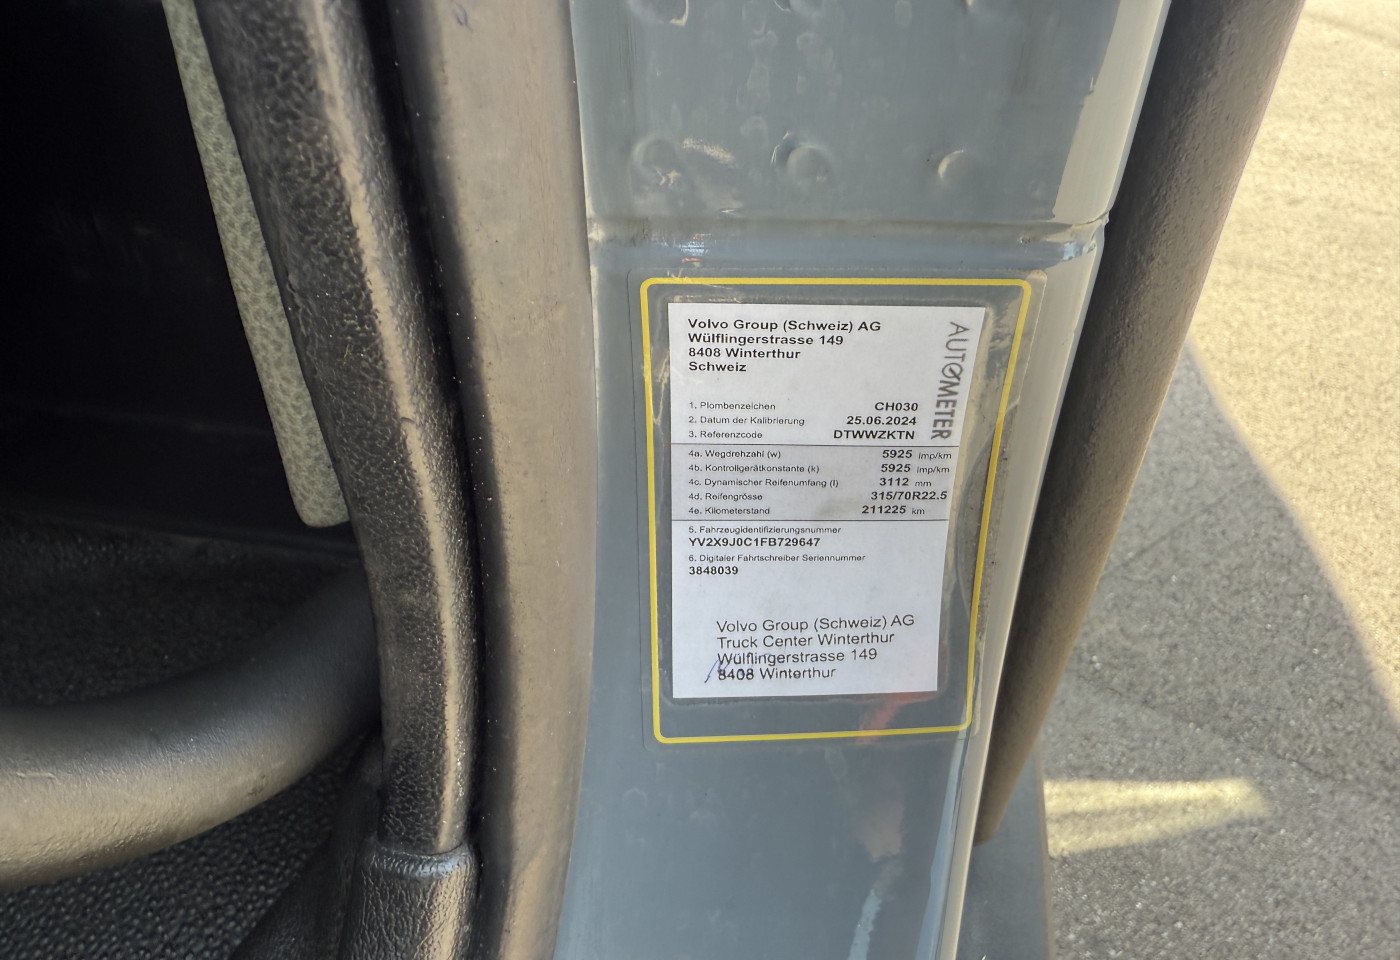 Volvo Group (Schweiz) AG
Wülflingerstrasse 149
8408 Winterthur
Schweiz
AUTOMETER
1. Plombenzeichen CH030
2. Datum der Kalibrierung 25.06.2024
3. Referenzcode DTWWZKTN
4a. Wegdrehzahl (w) 5925 imp/km
4b. Kontrollgerätkonstante (k) 5925 imp/km
4c. Dynamischer Reifenumfang (l) 3112 mm
4d. Reifengrösse 315/70R22.5
4e. Kilometerstand 211225 km
5. Fahrzeugidentifizierungsnummer
YV2X9J0C1FB729647
6. Digitaler Fahrtschreiber Seriennummer
3848039
Volvo Group (Schweiz) AG
Truck Center Winterthur
Wülflingerstrasse 149
8408 Winterthur